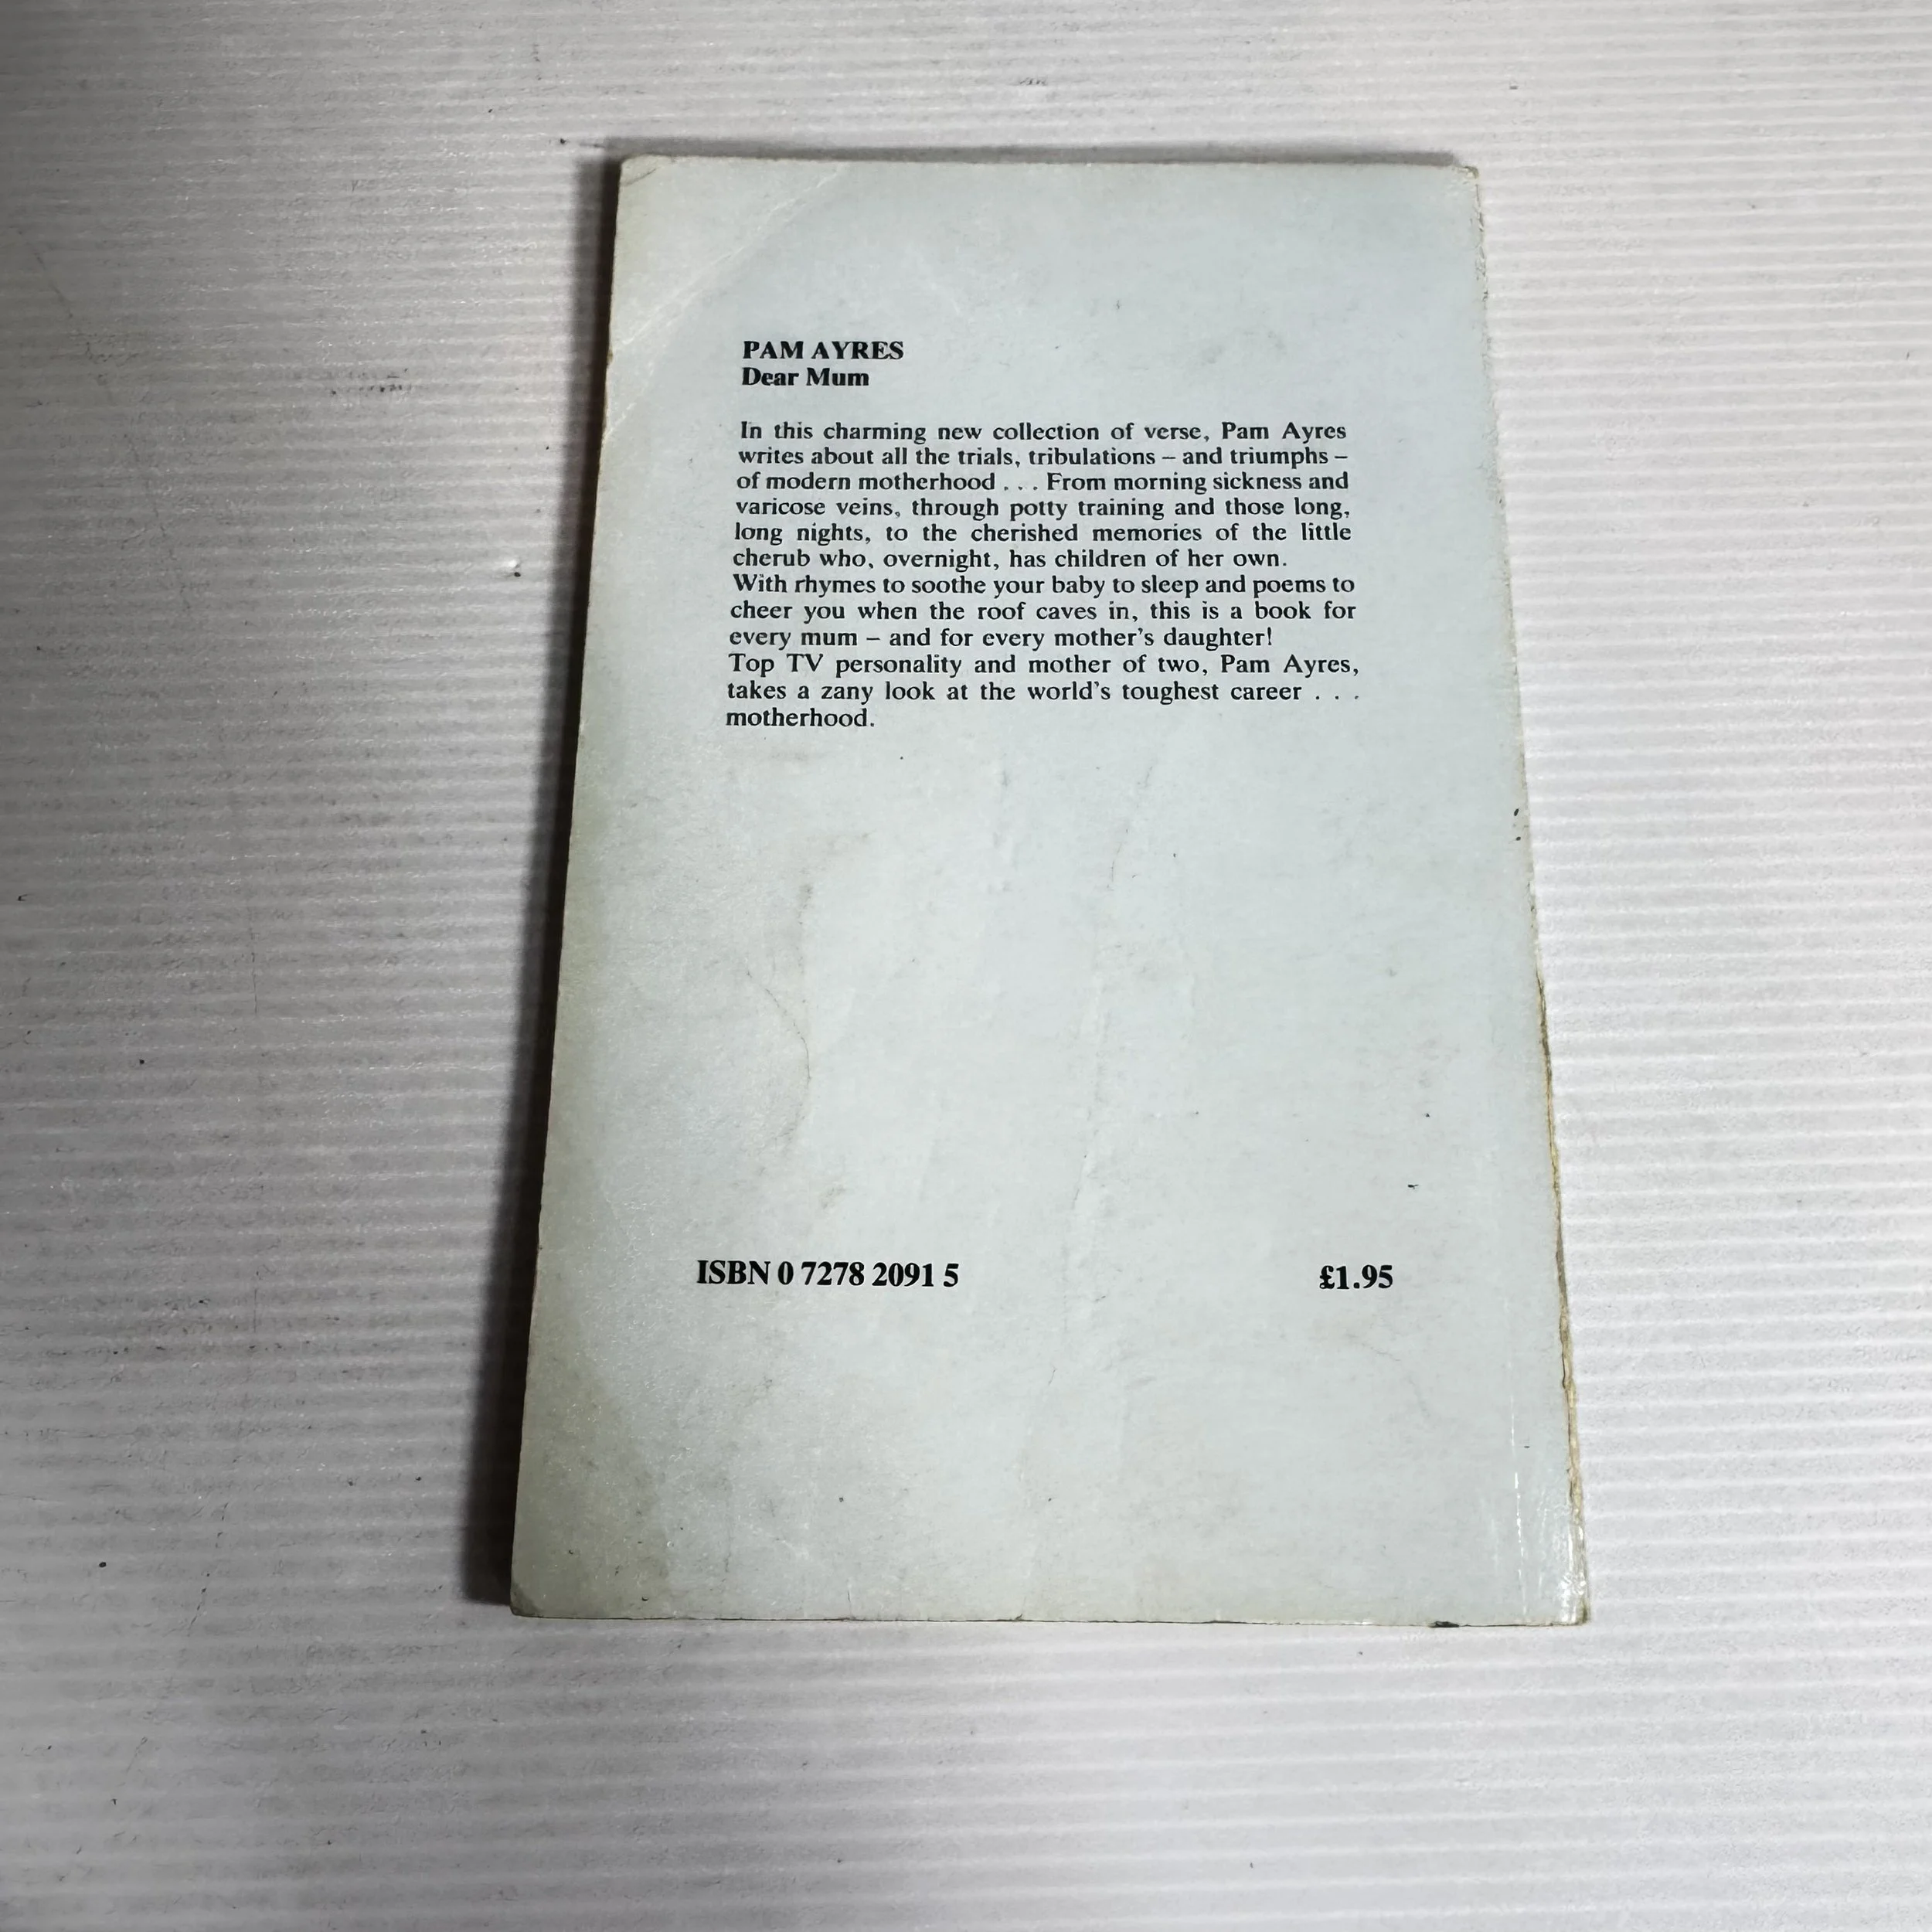 PAM AYRES
Dear Mum
In this charming new collection of verse, Pam Ayres
writes about all the trials, tribulations – and triumphs –
of modern motherhood . . . From morning sickness and
varicose veins, through potty training and those long,
long nights, to the cherished memories of the little
cherub who, overnight, has children of her own.
With rhymes to soothe your baby to sleep and poems to
cheer you when the roof caves in, this is a book for
every mum – and for every mother's daughter!
Top TV personality and mother of two, Pam Ayres,
takes a zany look at the world's toughest career . . .
motherhood.
ISBN 0 7278 2091 5 £1.95